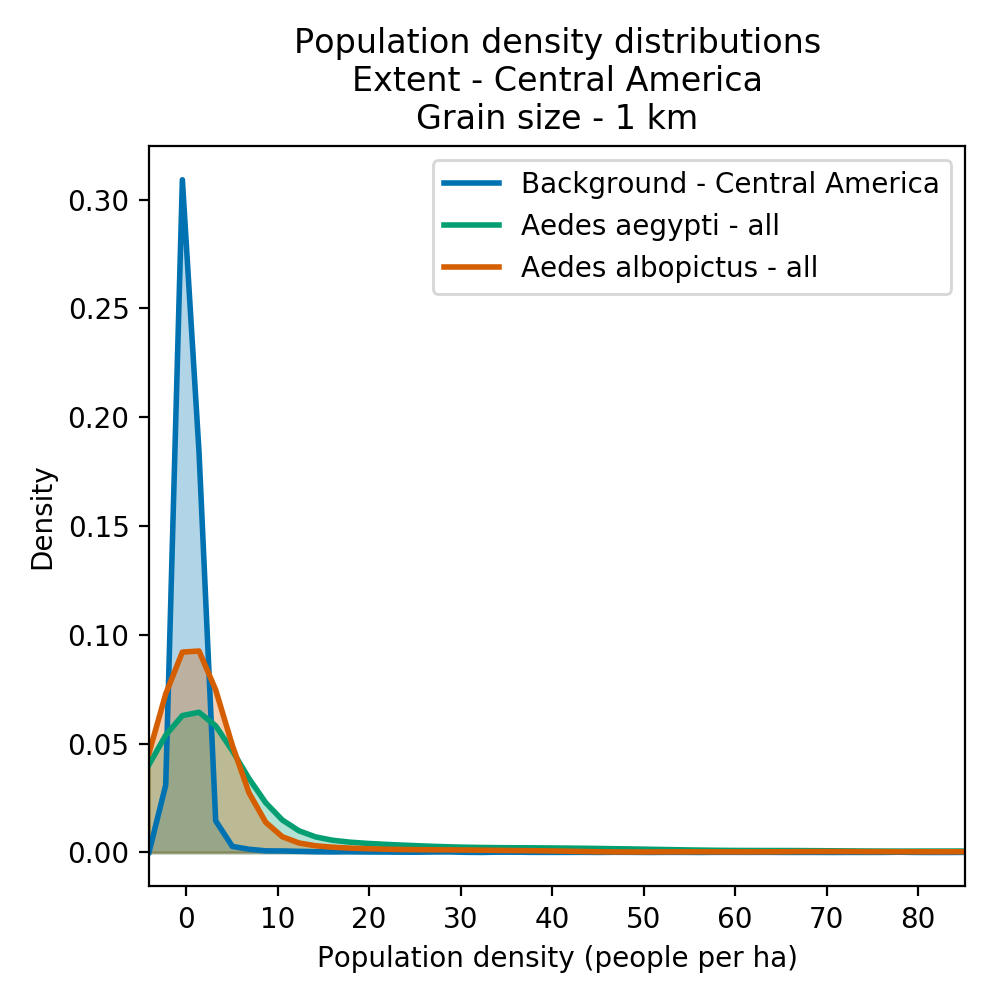 Population density distributions
Extent - Central America
Grain size - 1 km
Background - Central America
Aedes aegypti - all
Aedes albopictus - all
0.30
0.25
0.20
0.15
0.10
0.05
0.00
Density
0 10 20 30 40 50 60 70 80
Population density (people per ha)